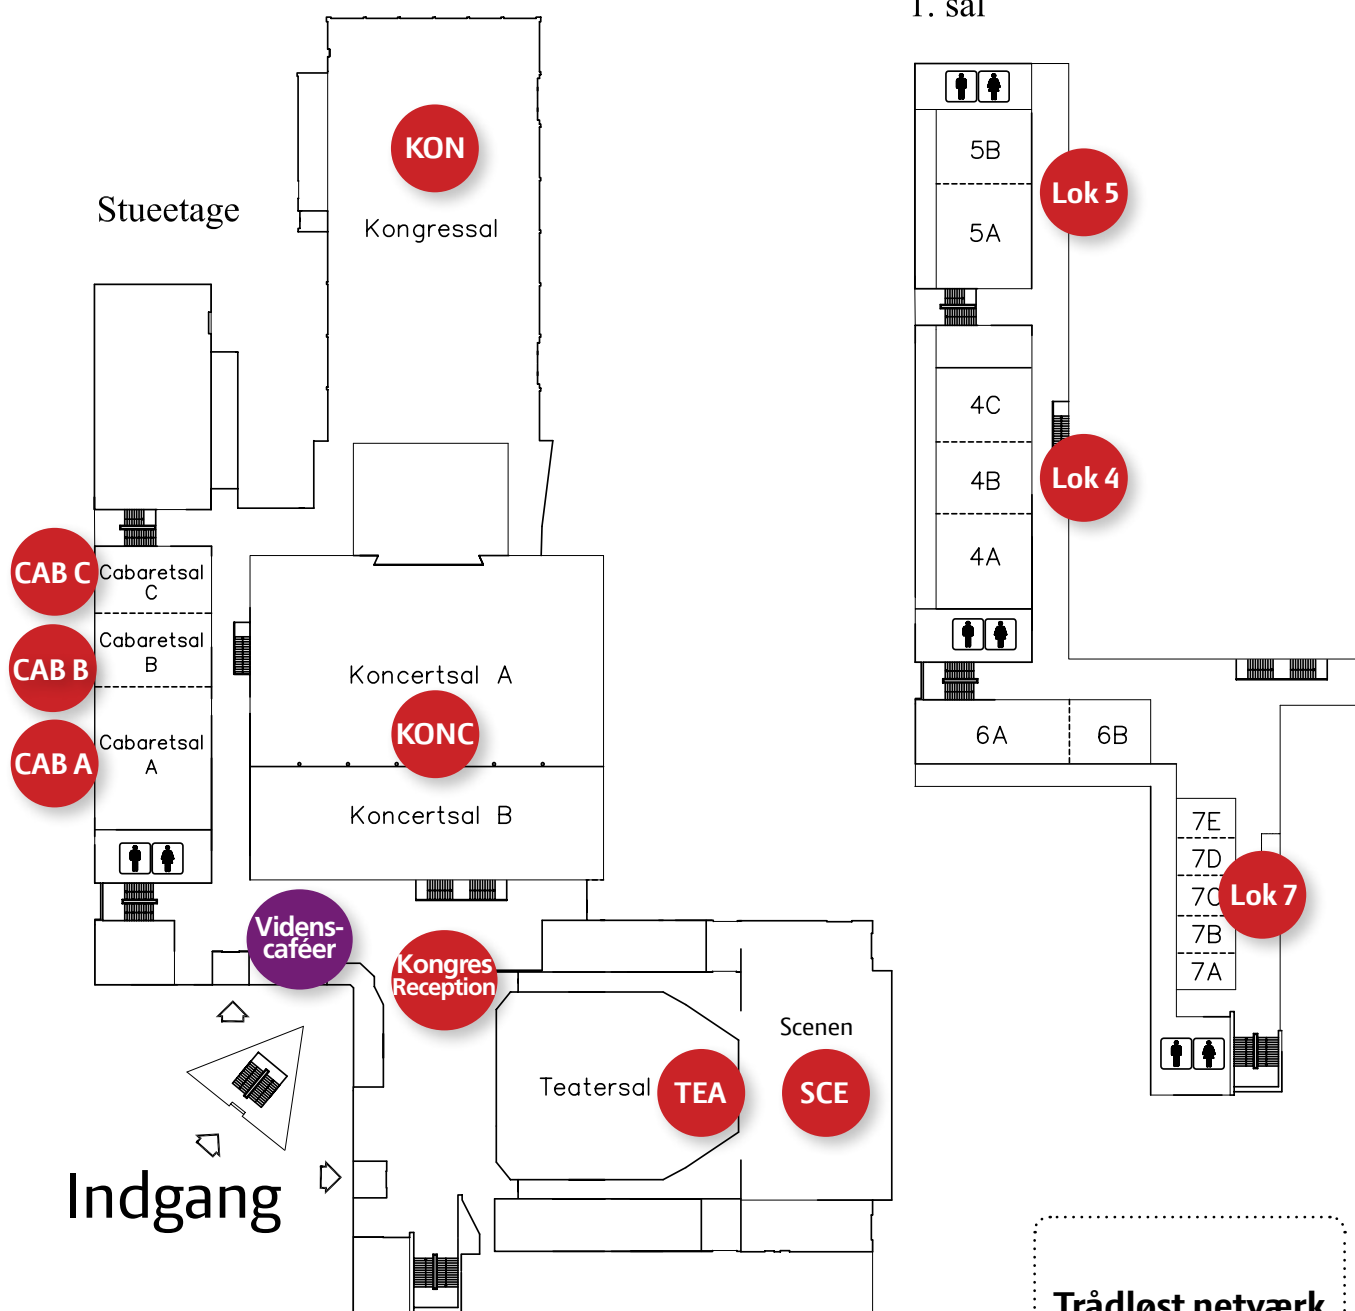 1. sal
Stueetage
KON
Kongressal
CAB C
Cabaretsal
C
CAB B
Cabaretsal
B
CAB A
Cabaretsal
A
Koncertsal A
KONC
Koncertsal B
Videns-
caféer
Kongres
Reception
Scenen
Teatersal
TEA
SCE
Indgang
5B
Lok 5
5A
4C
4B
Lok 4
4A
6A
6B
7E
7D
7C
Lok 7
7B
7A
Trådløst netværk